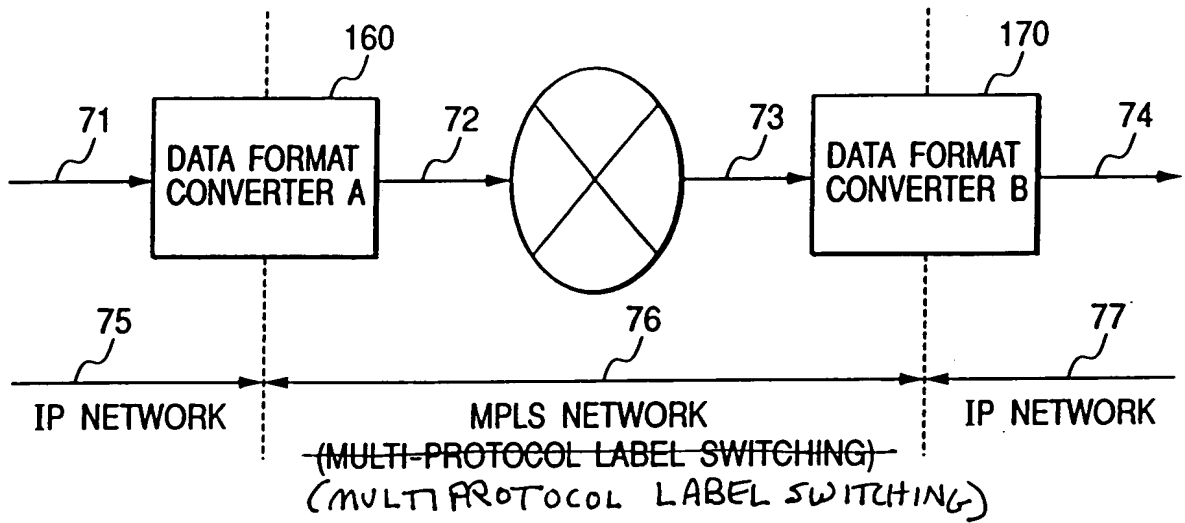 160
170
71
72
73
74
DATA FORMAT
CONVERTER A
DATA FORMAT
CONVERTER B
75
76
77
IP NETWORK
MPLS NETWORK
IP NETWORK
(MULTI-PROTOCOL LABEL SWITCHING)
(MULTIPROTOCOL LABEL SWITCHING)